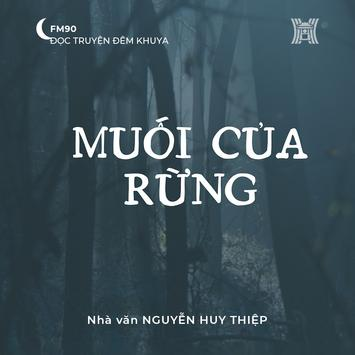 FM90
ĐỌC TRUYỆN ĐÊM KHUYA
MUỐI CỦA
RỪNG
Nhà văn NGUYỄN HUY THIỆP